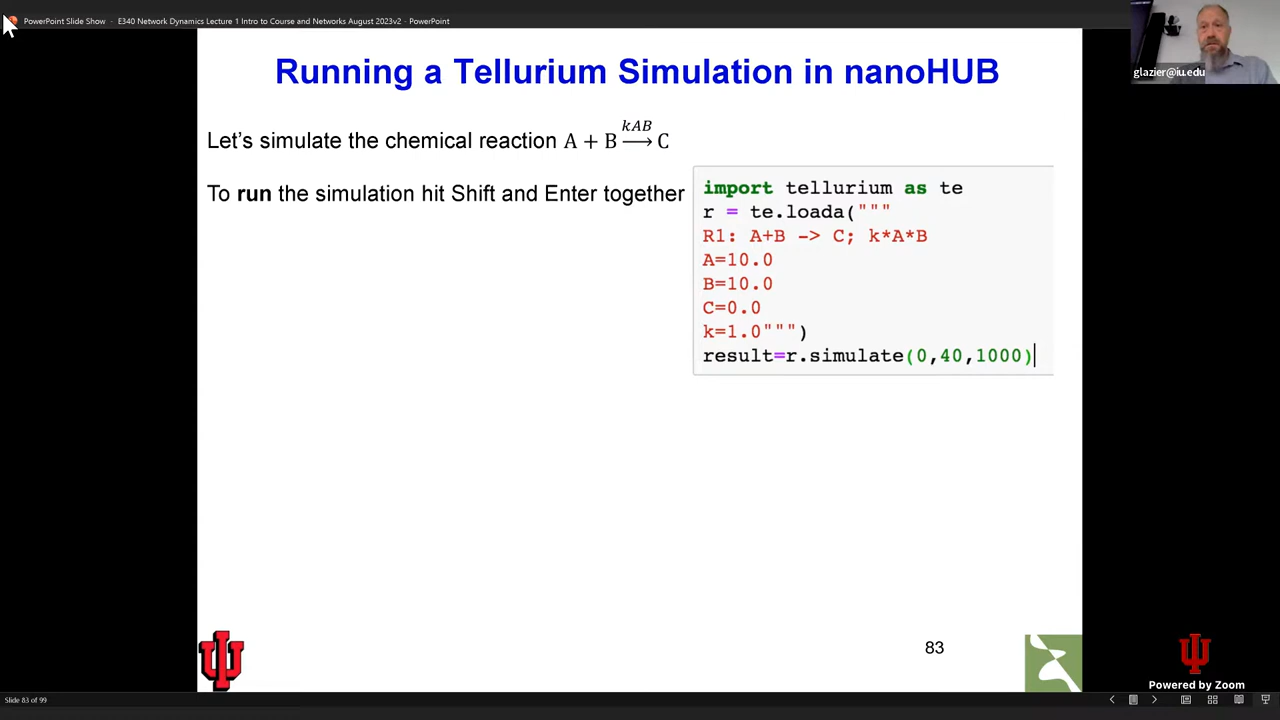 PowerPoint Slide Show - E340 Network Dynamics Lecture 1 Intro to Course and Networks August 2023v2 - PowerPoint
glazier@iu.edu
Running a Tellurium Simulation in nanoHUB
kAB
Let's simulate the chemical reaction A + B ⟶ C
To run the simulation hit Shift and Enter together
import tellurium as te
r = te.loada("""
R1: A+B -> C; k*A*B
A=10.0
B=10.0
C=0.0
k=1.0""")
result=r.simulate(0,40,1000)
83
Powered by Zoom
Slide 83 of 99